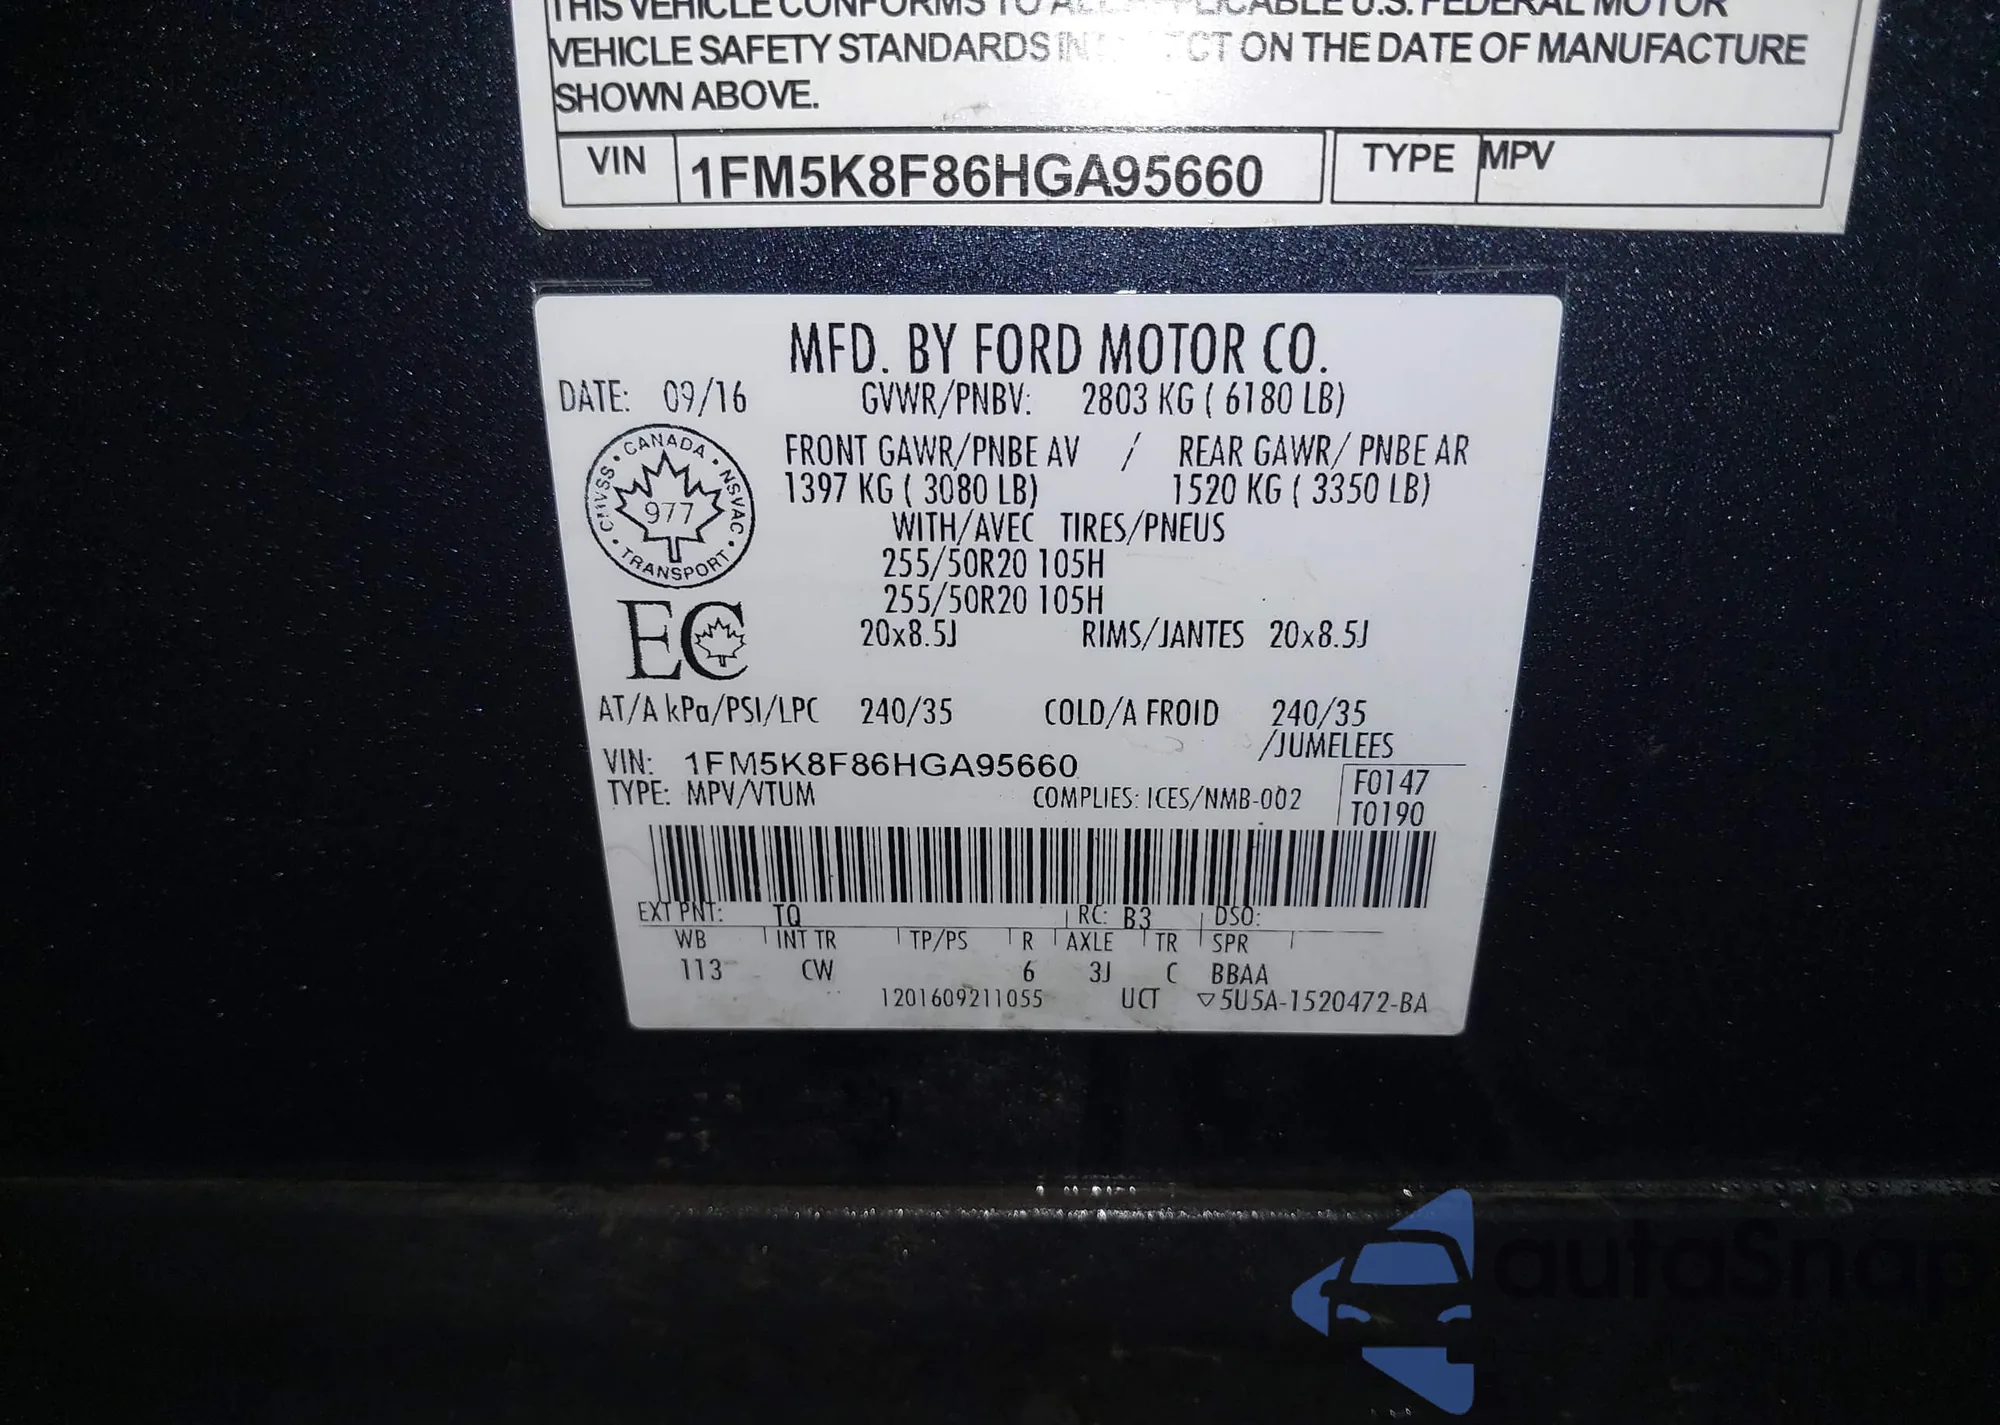 THIS VEHICLE CONFORMS TO ALL APPLICABLE U.S. FEDERAL MOTOR
VEHICLE SAFETY STANDARDS IN CT ON THE DATE OF MANUFACTURE
SHOWN ABOVE.
VIN 1FM5K8F86HGA95660 TYPE MPV
MFD. BY FORD MOTOR CO.
DATE: 09/16 GVWR/PNBV: 2803 KG ( 6180 LB)
FRONT GAWR/PNBE AV / REAR GAWR/ PNBE AR
1397 KG ( 3080 LB) 1520 KG ( 3350 LB)
WITH/AVEC TIRES/PNEUS
255/50R20 105H
255/50R20 105H
20x8.5J RIMS/JANTES 20x8.5J
CANADA · NSVAC · TRANSPORT · CMVSS ·
977
EC
AT/A kPa/PSI/LPC 240/35 COLD/A FROID 240/35
/JUMELEES
VIN: 1FM5K8F86HGA95660
TYPE: MPV/VTUM COMPLIES: ICES/NMB-002
F0147
T0190
EXT PNT: TQ RC: B3 DSO:
WB INT TR TP/PS R AXLE TR SPR
113 CW 6 3J C BBAA
1201609211055 UCT ▽5U5A-1520472-BA
autoSnap